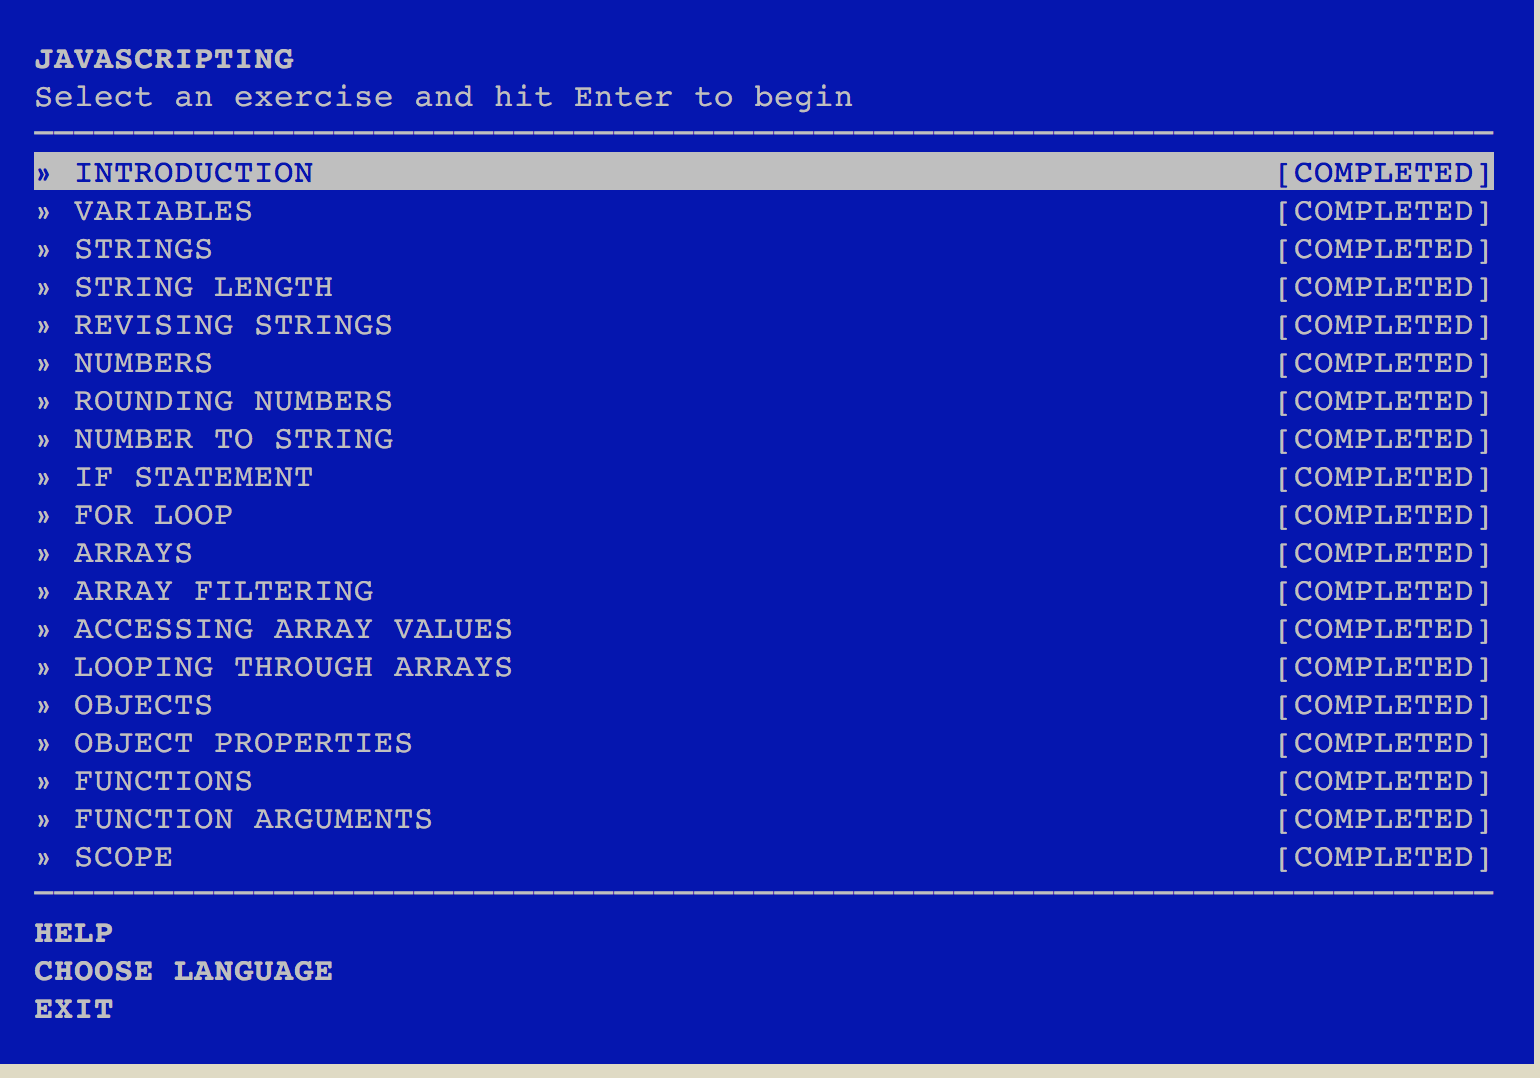 JAVASCRIPTING
Select an exercise and hit Enter to begin
» INTRODUCTION [COMPLETED]
» VARIABLES [COMPLETED]
» STRINGS [COMPLETED]
» STRING LENGTH [COMPLETED]
» REVISING STRINGS [COMPLETED]
» NUMBERS [COMPLETED]
» ROUNDING NUMBERS [COMPLETED]
» NUMBER TO STRING [COMPLETED]
» IF STATEMENT [COMPLETED]
» FOR LOOP [COMPLETED]
» ARRAYS [COMPLETED]
» ARRAY FILTERING [COMPLETED]
» ACCESSING ARRAY VALUES [COMPLETED]
» LOOPING THROUGH ARRAYS [COMPLETED]
» OBJECTS [COMPLETED]
» OBJECT PROPERTIES [COMPLETED]
» FUNCTIONS [COMPLETED]
» FUNCTION ARGUMENTS [COMPLETED]
» SCOPE [COMPLETED]
HELP
CHOOSE LANGUAGE
EXIT